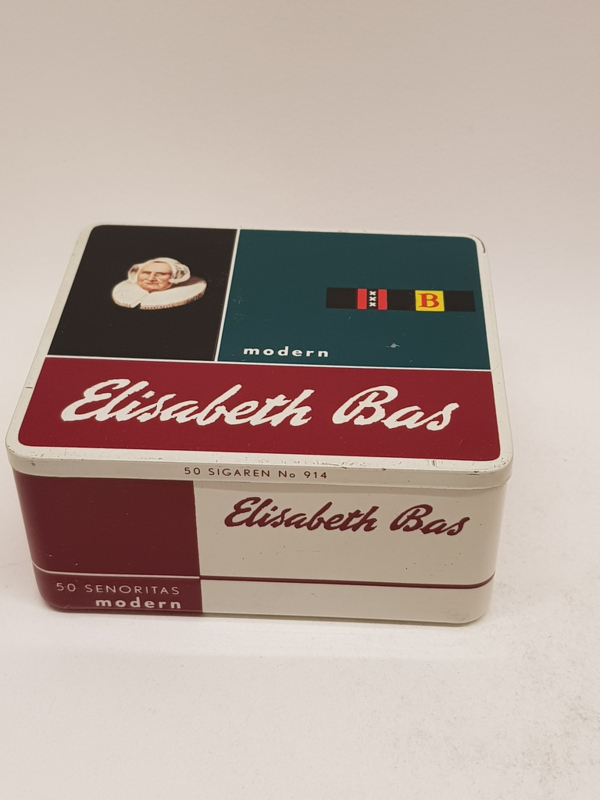 B
modern
Elisabeth Bas
50 SIGAREN No 914
Elisabeth Bas
50 SENORITAS
modern